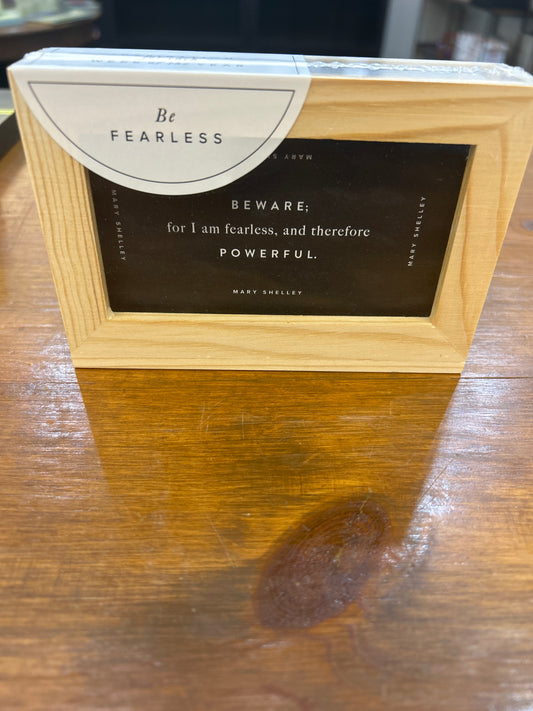 Be
FEARLESS
BEWARE;
for I am fearless, and therefore
POWERFUL.
MARY SHELLEY
MARY SHELLEY
MARY SHELLEY
MARY SHELLEY